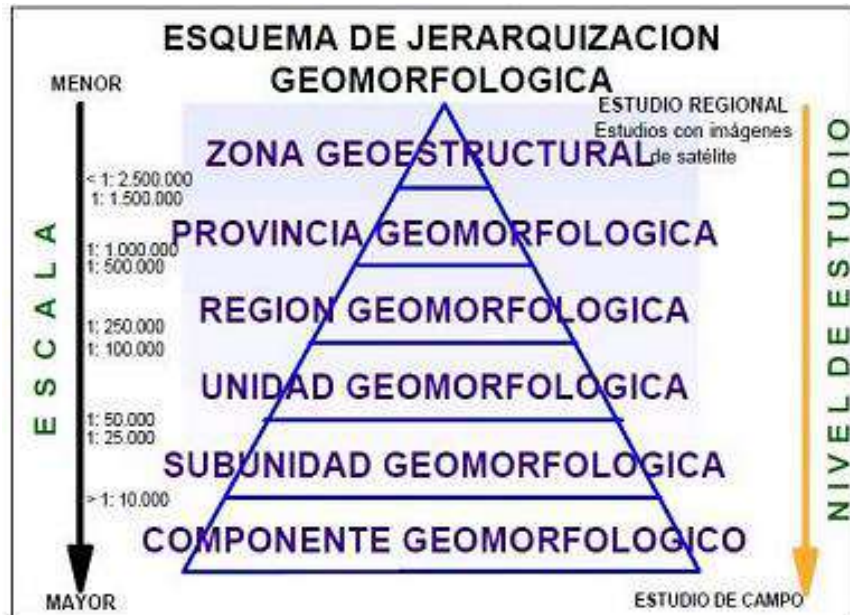 ESQUEMA DE JERARQUIZACION
GEOMORFOLOGICA
MENOR
ESTUDIO REGIONAL
Estudios con imágenes
de satélite
ZONA GEOESTRUCTURAL
< 1: 2.500.000
1: 1.500.000
PROVINCIA GEOMORFOLOGICA
1: 1.000.000
1: 500.000
REGION GEOMORFOLOGICA
1: 250.000
1: 100.000
UNIDAD GEOMORFOLOGICA
1: 50.000
1: 25.000
SUBUNIDAD GEOMORFOLOGICA
> 1: 10.000
COMPONENTE GEOMORFOLOGICO
MAYOR
ESTUDIO DE CAMPO
ESCALA
NIVEL DE ESTUDIO